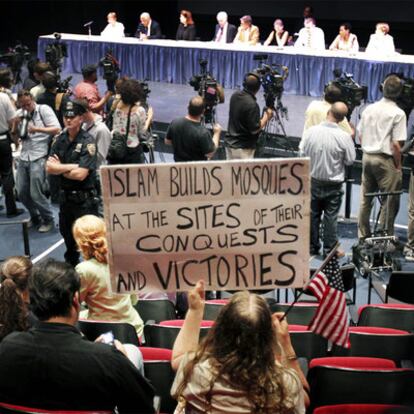 ISLAM BUILDS MOSQUES
AT THE SITES OF THEIR
CONQUESTS
AND VICTORIES